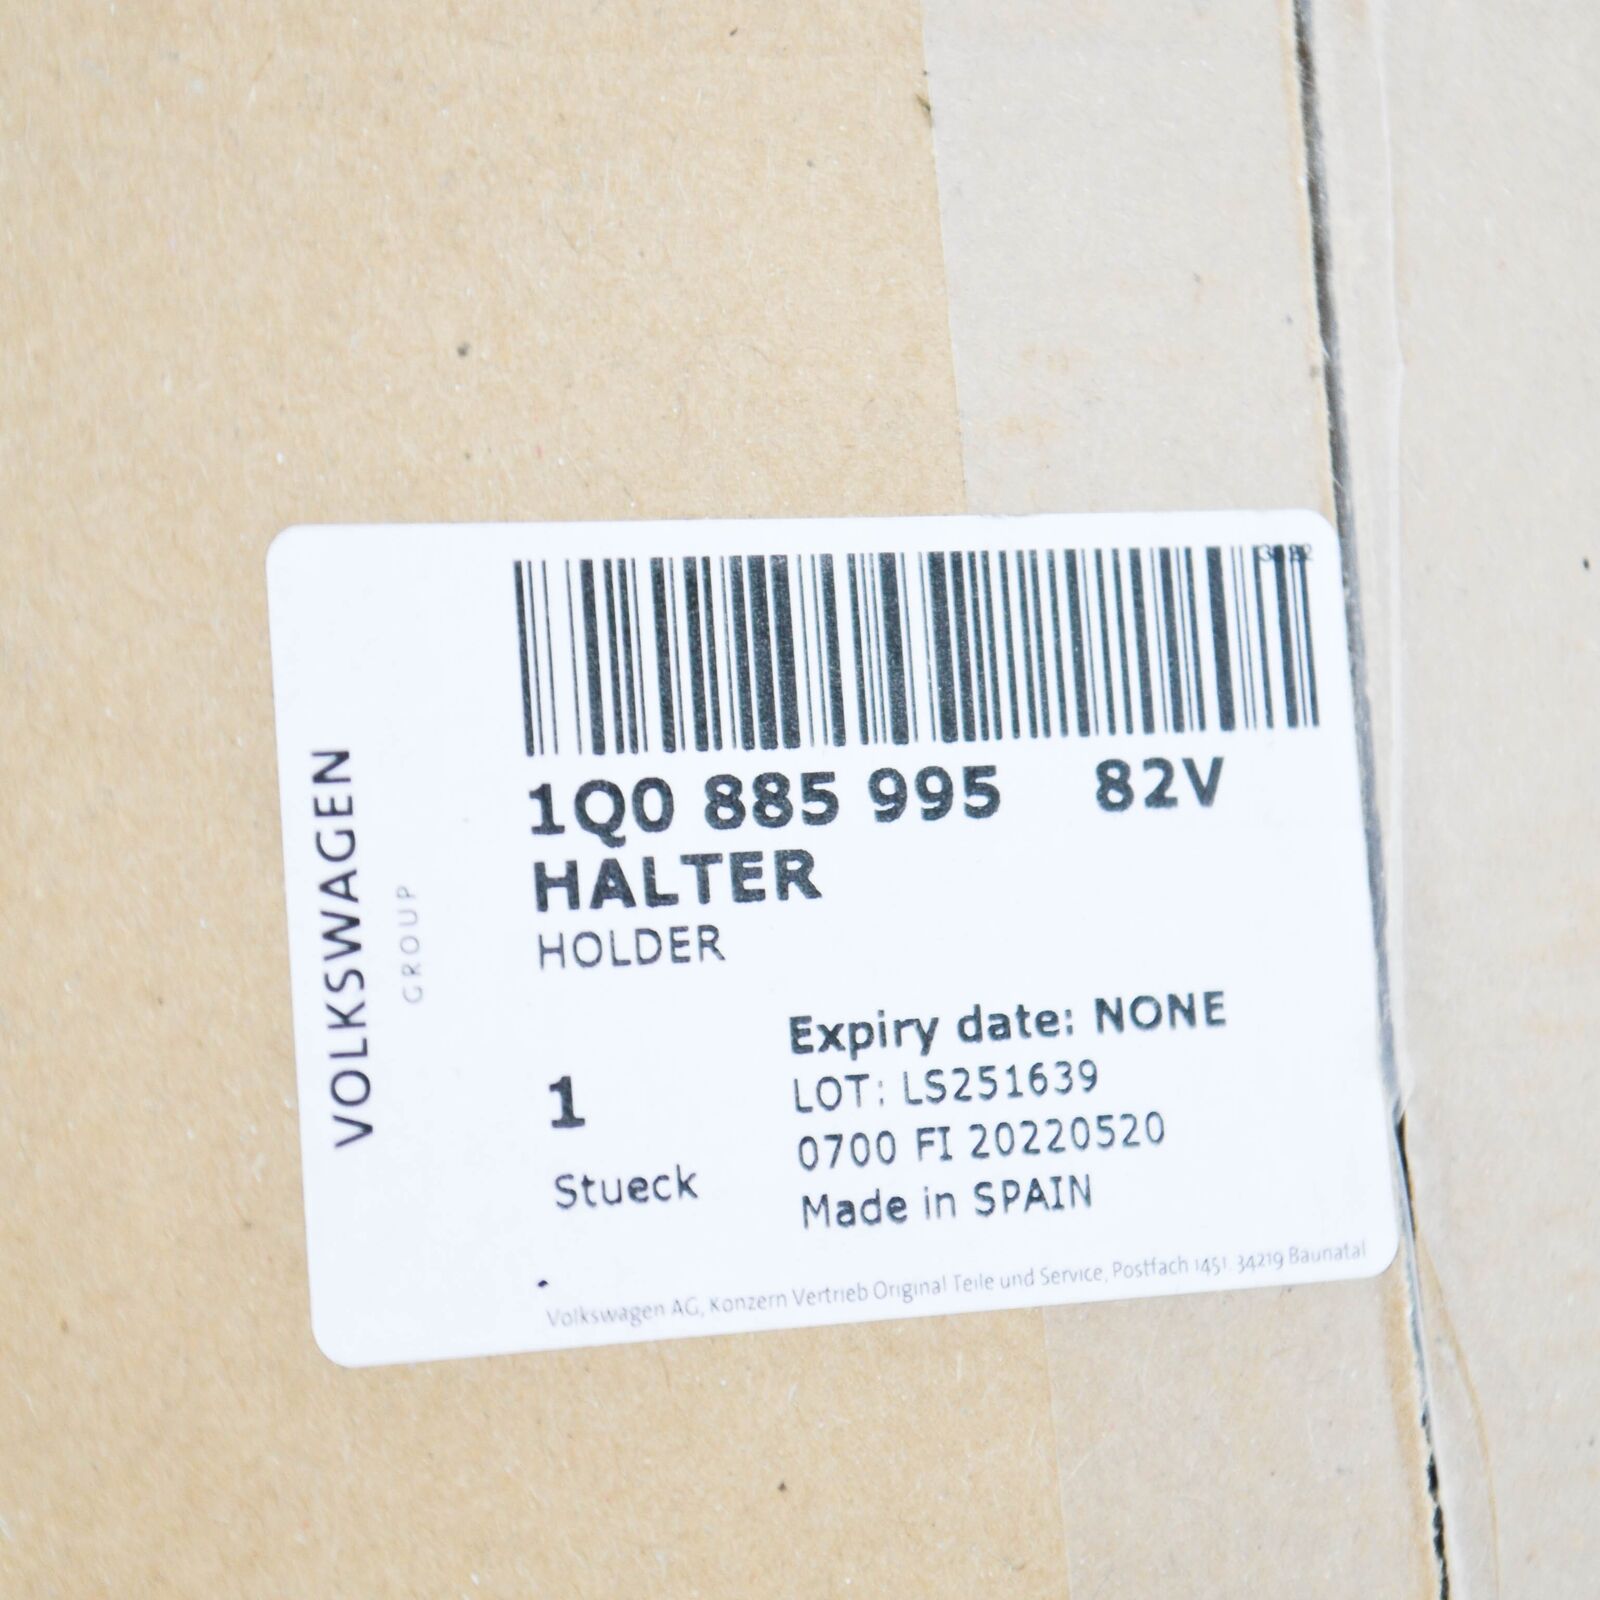 VOLKSWAGEN
GROUP
1Q0 885 995 82V
HALTER
HOLDER
1
Stueck
Expiry date: NONE
LOT: LS251639
0700 FI 20220520
Made in SPAIN
Volkswagen AG, Konzern Vertrieb Original Teile und Service, Postfach 1451. 34219 Baunatal